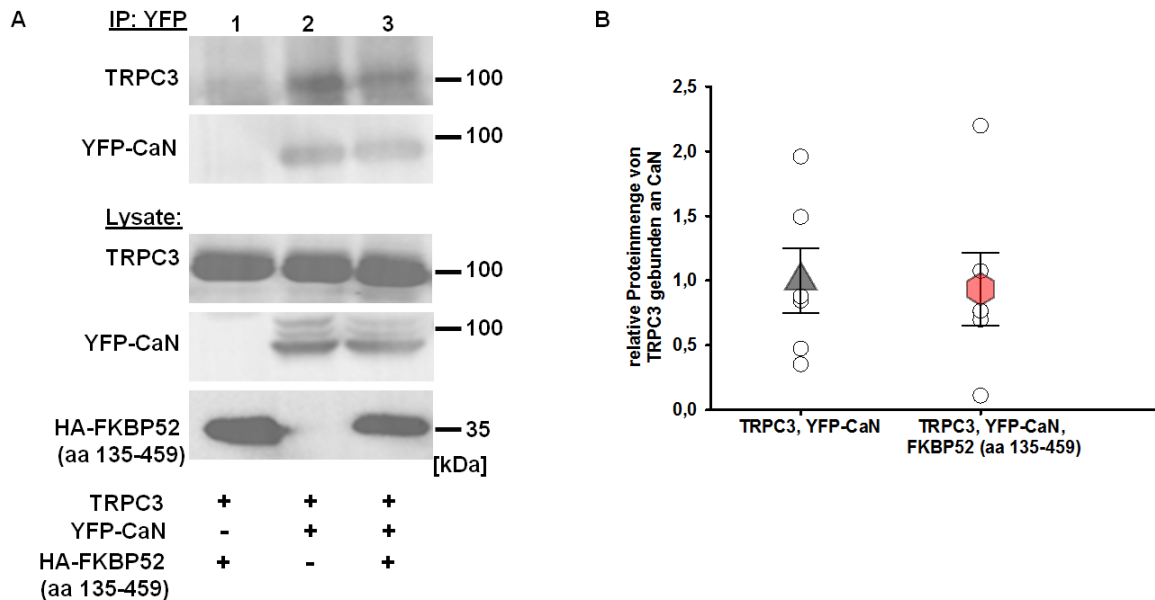 A
IP: YFP 1 2 3
TRPC3 100
YFP-CaN 100
Lysate:
TRPC3 100
YFP-CaN 100
HA-FKBP52 35
(aa 135-459) [kDa]
TRPC3 + + +
YFP-CaN - + +
HA-FKBP52 + - +
(aa 135-459)
B
relative Proteinmenge von
TRPC3 gebunden an CaN
2,5
2,0
1,5
1,0
0,5
0,0
TRPC3, YFP-CaN
TRPC3, YFP-CaN,
FKBP52 (aa 135-459)